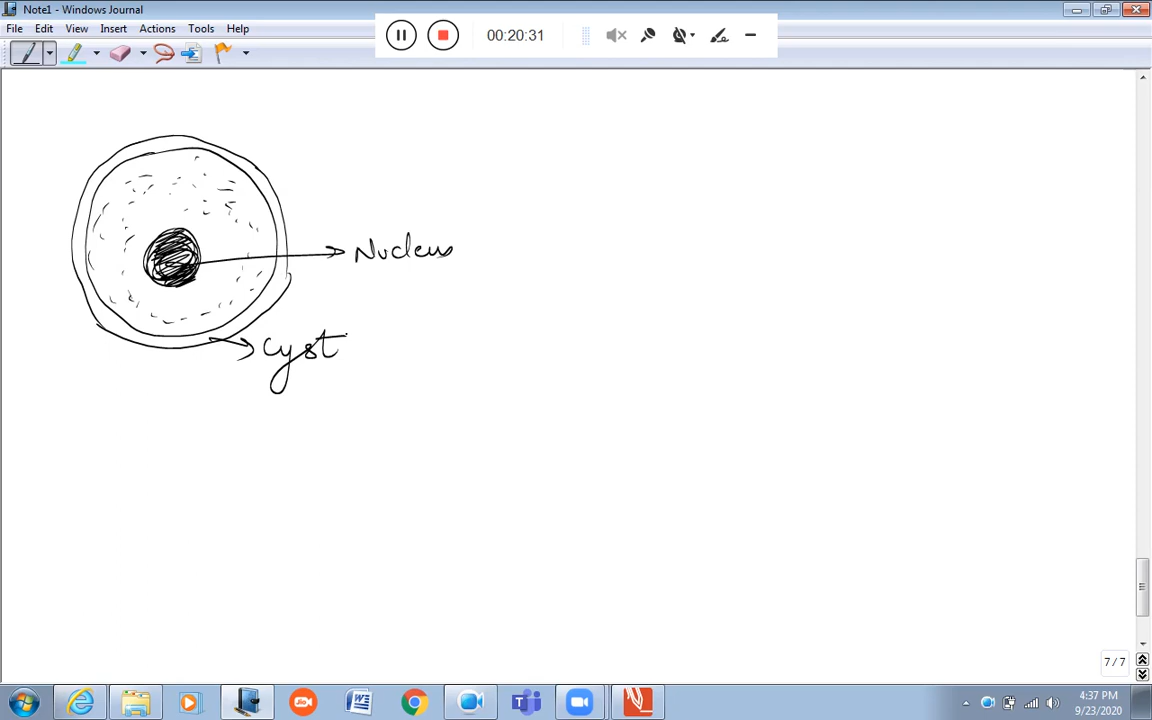 Note1 - Windows Journal
File Edit View Insert Actions Tools Help
00:20:31
Nucleus
Cyst
7 / 7
Jio
4:37 PM
9/23/2020